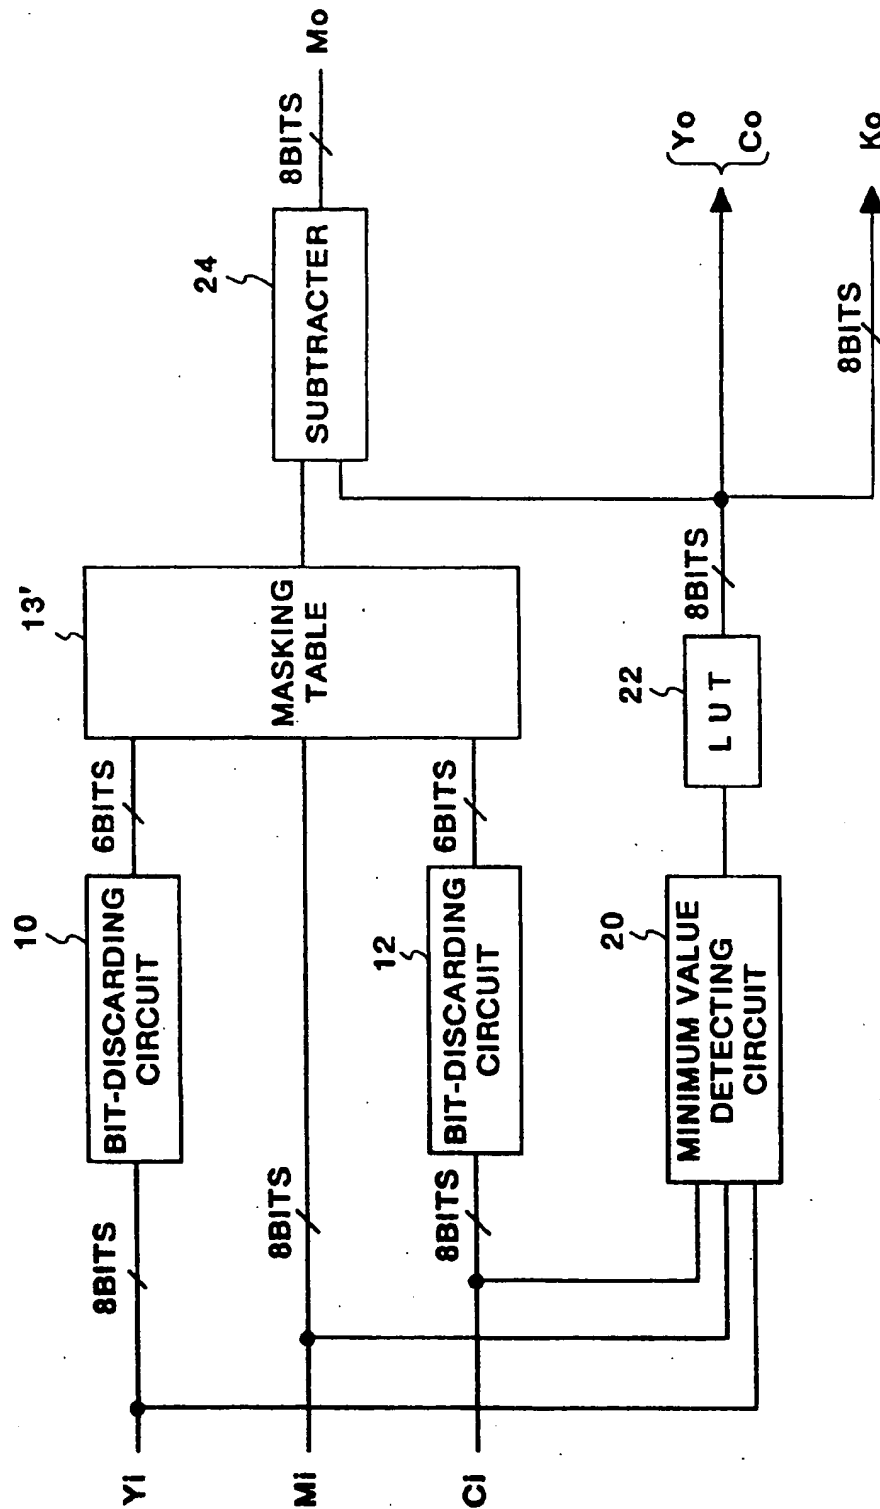 Yi
8BITS
10
BIT-DISCARDING
CIRCUIT
6BITS
13'
MASKING
TABLE
24
SUBTRACTER
8BITS
Mo
Mi
8BITS
Ci
8BITS
12
BIT-DISCARDING
CIRCUIT
6BITS
20
MINIMUM VALUE
DETECTING
CIRCUIT
22
LUT
8BITS
Yo
Co
8BITS
Ko